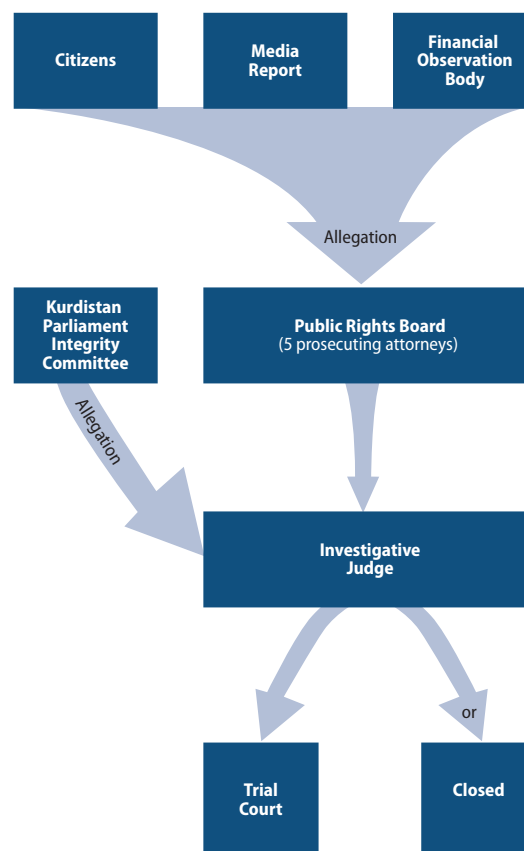 Citizens
Media
Report
Financial
Observation
Body
Allegation
Kurdistan
Parliament
Integrity
Committee
Public Rights Board
(5 prosecuting attorneys)
Allegation
Investigative
Judge
or
Trial
Court
Closed